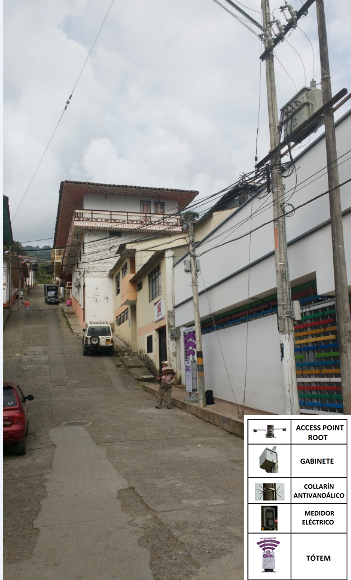 ACCESS POINT
ROOT
GABINETE
COLLARÍN
ANTIVANDÁLICO
MEDIDOR
ELÉCTRICO
TÓTEM